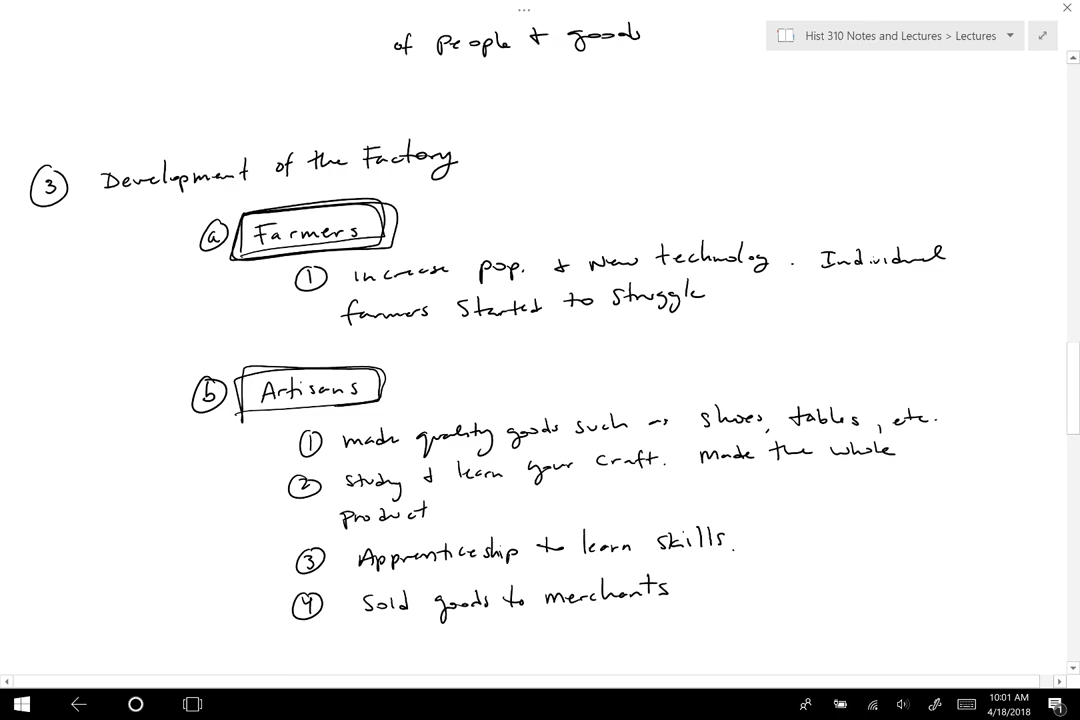 of People + goods
Hist 310 Notes and Lectures > Lectures
③ Development of the Factory
ⓐ Farmers
① increase pop. + New technology. Individual
farmers started to struggle
ⓑ Artisans
① made quality goods such as shoes, tables, etc.
② Study + learn your craft. made the whole
product
③ Apprenticeship to learn skills.
④ Sold goods to merchants
10:01 AM
4/18/2018
1